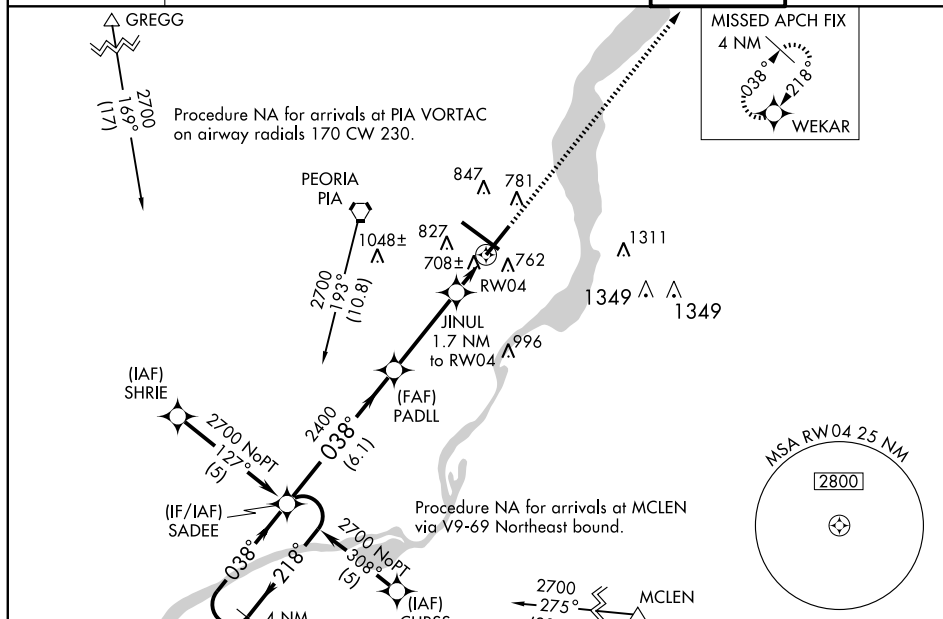 GREGG
2700
169°
(17)
Procedure NA for arrivals at PIA VORTAC
on airway radials 170 CW 230.
MISSED APCH FIX
4 NM
038°
218°
WEKAR
PEORIA
PIA
2700
193°
(10.8)
847
781
827
1048±
708±
762
RW04
1311
1349
1349
JINUL
1.7 NM
to RW04
996
(FAF)
PADLL
(IAF)
SHRIE
2700 NoPT
127°
(5)
2400
038°
(6.1)
(IF/IAF)
SADEE
038°
218°
4 NM
Procedure NA for arrivals at MCLEN
via V9-69 Northeast bound.
2700 NoPT
308°
(5)
(IAF)
2700
275°
MCLEN
MSA RW04 25 NM
2800